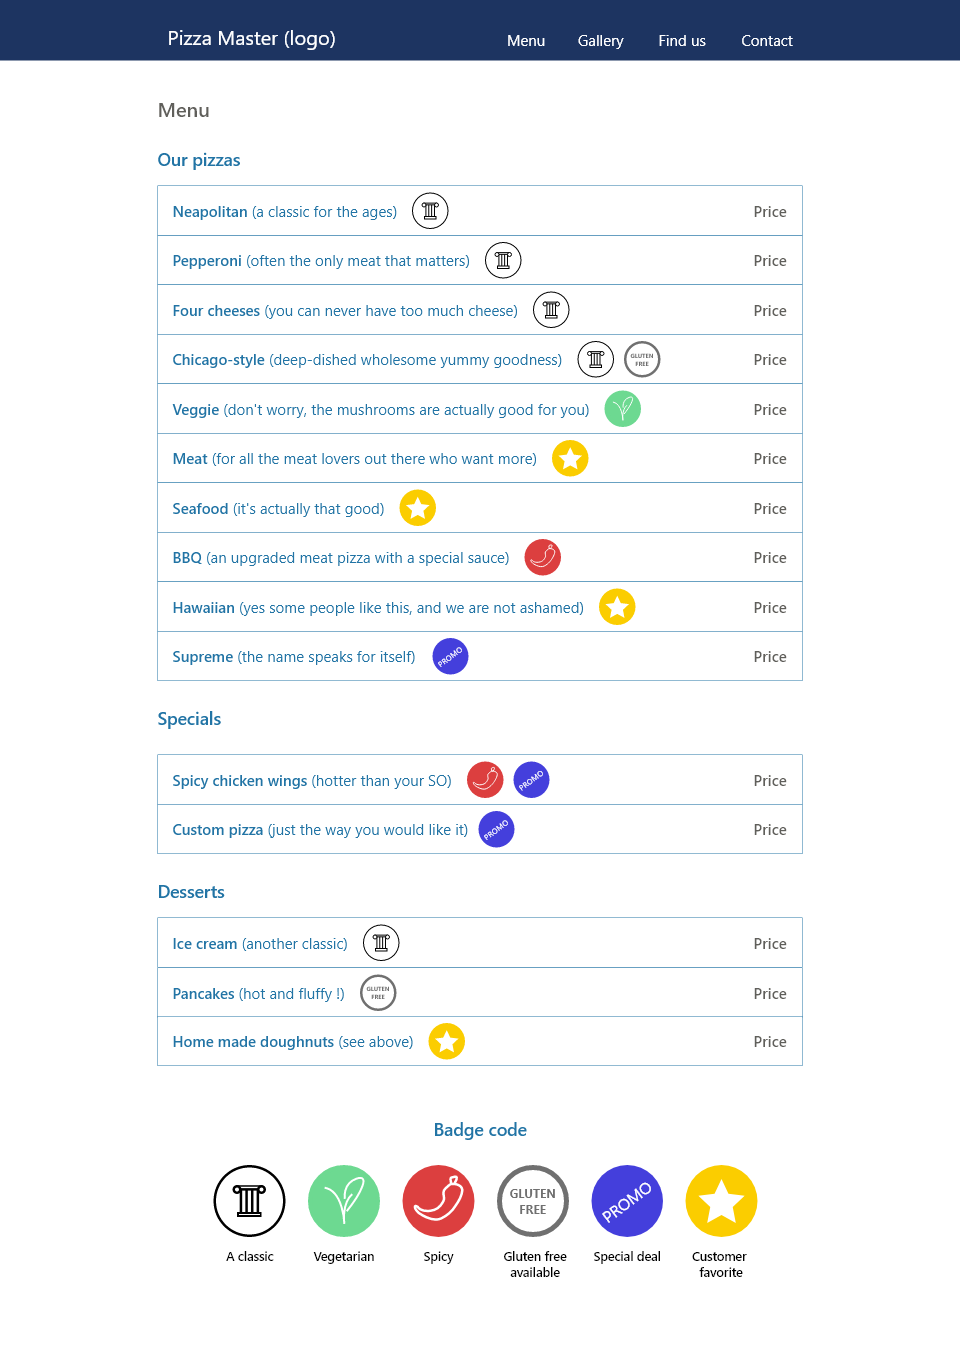 Pizza Master (logo)
Menu Gallery Find us Contact
Menu
Our pizzas
Neapolitan (a classic for the ages) Price
Pepperoni (often the only meat that matters) Price
Four cheeses (you can never have too much cheese) Price
Chicago-style (deep-dished wholesome yummy goodness) GLUTEN FREE Price
Veggie (don't worry, the mushrooms are actually good for you) Price
Meat (for all the meat lovers out there who want more) Price
Seafood (it's actually that good) Price
BBQ (an upgraded meat pizza with a special sauce) Price
Hawaiian (yes some people like this, and we are not ashamed) Price
Supreme (the name speaks for itself) PROMO Price
Specials
Spicy chicken wings (hotter than your SO) PROMO Price
Custom pizza (just the way you would like it) PROMO Price
Desserts
Ice cream (another classic) Price
Pancakes (hot and fluffy !) GLUTEN FREE Price
Home made doughnuts (see above) Price
Badge code
GLUTEN
FREE
PROMO
A classic
Vegetarian
Spicy
Gluten free
available
Special deal
Customer
favorite